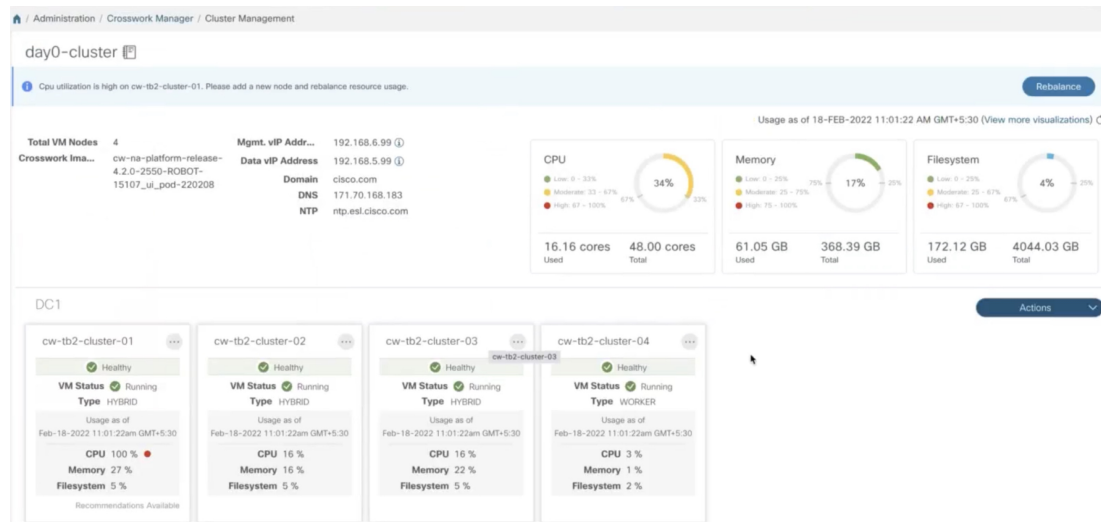 / Administration / Crosswork Manager / Cluster Management
day0-cluster
Cpu utilization is high on cw-tb2-cluster-01. Please add a new node and rebalance resource usage.
Rebalance
Usage as of 18-FEB-2022 11:01:22 AM GMT+5:30 (View more visualizations)
Total VM Nodes 4
Crosswork Ima... cw-na-platform-release-
4.2.0-2550-ROBOT-
15107_ui_pod-220208
Mgmt. vIP Addr... 192.168.6.99
Data vIP Address 192.168.5.99
Domain cisco.com
DNS 171.70.168.183
NTP ntp.esl.cisco.com
CPU
Low: 0 - 33%
Moderate: 33 - 67%
High: 67 - 100%
34%
67%
33%
16.16 cores 48.00 cores
Used Total
Memory
Low: 0 - 25%
Moderate: 25 - 75%
High: 75 - 100%
75%
17%
25%
61.05 GB 368.39 GB
Used Total
Filesystem
Low: 0 - 25%
Moderate: 25 - 67%
High: 67 - 100%
4%
25%
67%
172.12 GB 4044.03 GB
Used Total
DC1
Actions
cw-tb2-cluster-01
Healthy
VM Status Running
Type HYBRID
Usage as of
Feb-18-2022 11:01:22am GMT+5:30
CPU 100 %
Memory 27 %
Filesystem 5 %
Recommendations Available
cw-tb2-cluster-02
Healthy
VM Status Running
Type HYBRID
Usage as of
Feb-18-2022 11:01:22am GMT+5:30
CPU 16 %
Memory 16 %
Filesystem 5 %
cw-tb2-cluster-03
cw-tb2-cluster-03
Healthy
VM Status Running
Type HYBRID
Usage as of
Feb-18-2022 11:01:22am GMT+5:30
CPU 16 %
Memory 22 %
Filesystem 5 %
cw-tb2-cluster-04
Healthy
VM Status Running
Type WORKER
Usage as of
Feb-18-2022 11:01:22am GMT+5:30
CPU 3 %
Memory 1 %
Filesystem 2 %